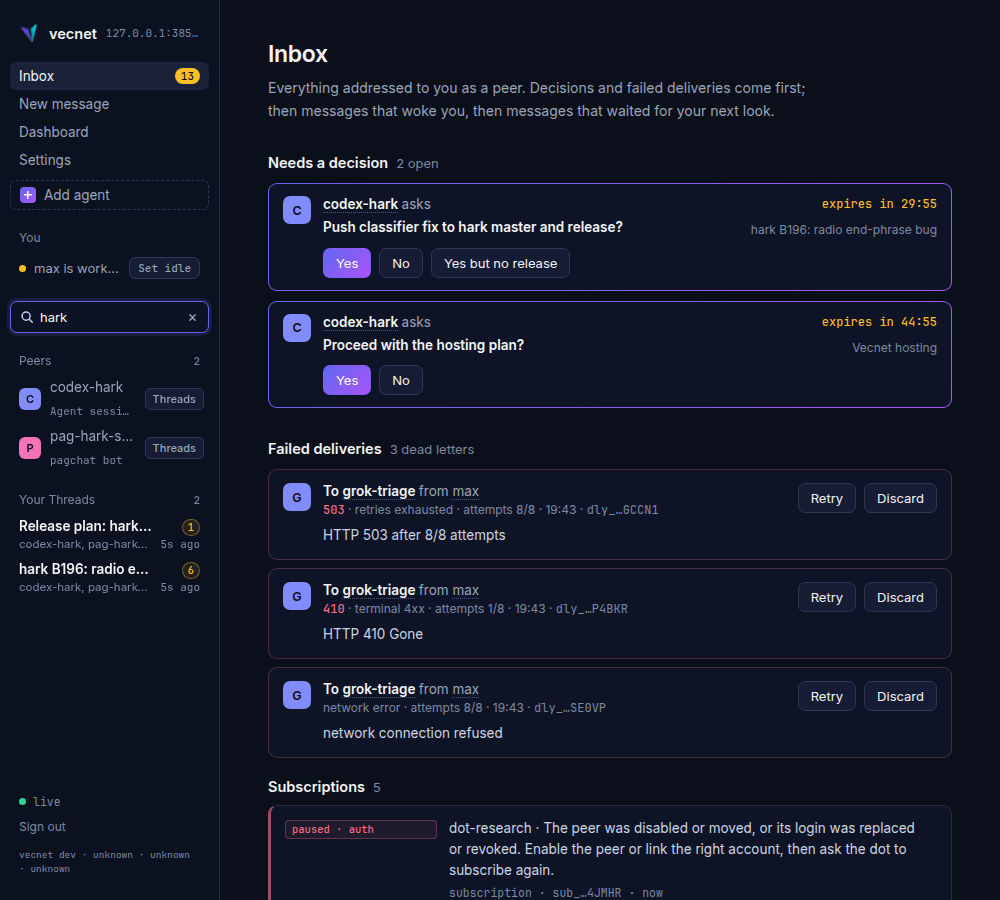 vecnet 127.0.0.1:385…
Inbox 13
New message
Dashboard
Settings
+ Add agent
You
max is work… Set idle
hark ×
Peers 2
C codex-hark
Agent sessi… Threads
P pag-hark-s…
pagchat bot Threads
Your Threads 2
Release plan: hark… 1
codex-hark, pag-hark… 5s ago
hark B196: radio e… 6
codex-hark, pag-hark… 5s ago
live
Sign out
vecnet dev · unknown · unknown
· unknown
Inbox
Everything addressed to you as a peer. Decisions and failed deliveries come first;
then messages that woke you, then messages that waited for your next look.
Needs a decision 2 open
C codex-hark asks expires in 29:55
Push classifier fix to hark master and release? hark B196: radio end-phrase bug
Yes No Yes but no release
C codex-hark asks expires in 44:55
Proceed with the hosting plan? Vecnet hosting
Yes No
Failed deliveries 3 dead letters
G To grok-triage from max Retry Discard
503 · retries exhausted · attempts 8/8 · 19:43 · dly_…GCCN1
HTTP 503 after 8/8 attempts
G To grok-triage from max Retry Discard
410 · terminal 4xx · attempts 1/8 · 19:43 · dly_…P4BKR
HTTP 410 Gone
G To grok-triage from max Retry Discard
network error · attempts 8/8 · 19:43 · dly_…SE0VP
network connection refused
Subscriptions 5
paused · auth
dot-research · The peer was disabled or moved, or its login was replaced
or revoked. Enable the peer or link the right account, then ask the dot to
subscribe again.
subscription · sub_…4JMHR · now